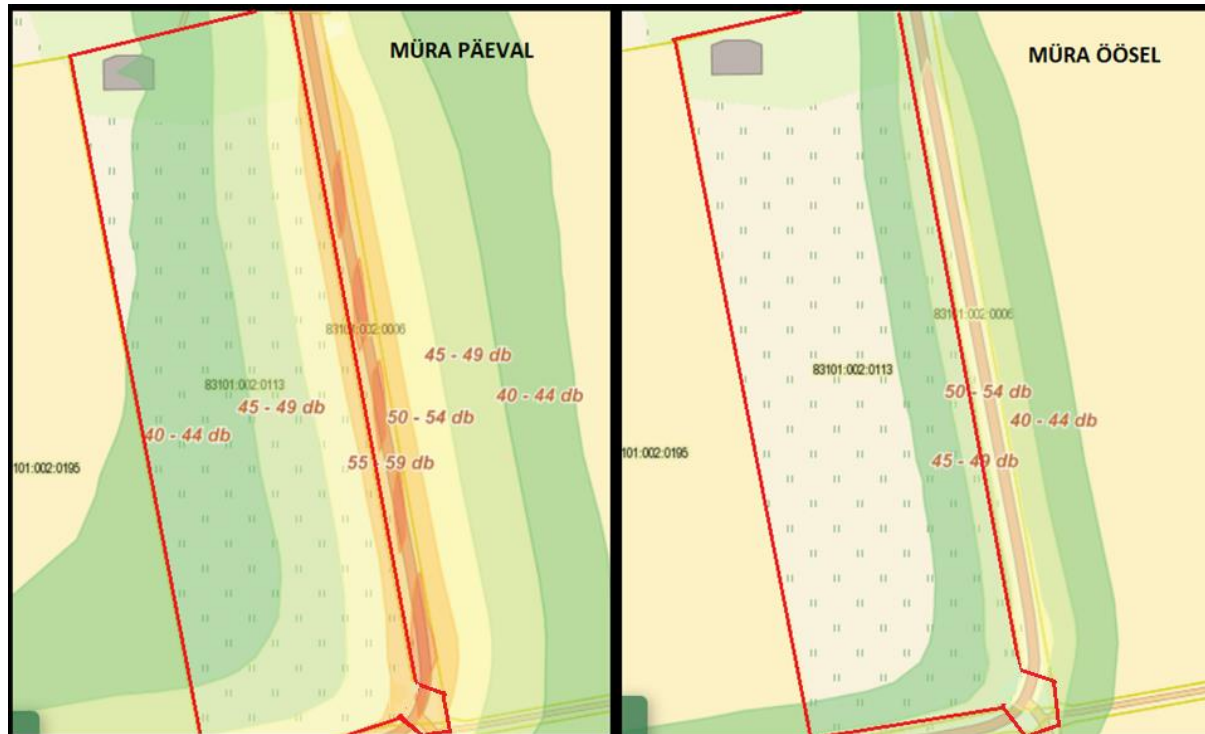 MÜRA PÄEVAL
83101:002:0006
45 - 49 db
83101:002:0113
40 - 44 db
45 - 49 db
50 - 54 db
40 - 44 db
55 - 59 db
101:002:0195
MÜRA ÖÖSEL
83101:002:0006
83101:002:0113
50 - 54 db
40 - 44 db
101:002:0195
45 - 49 db